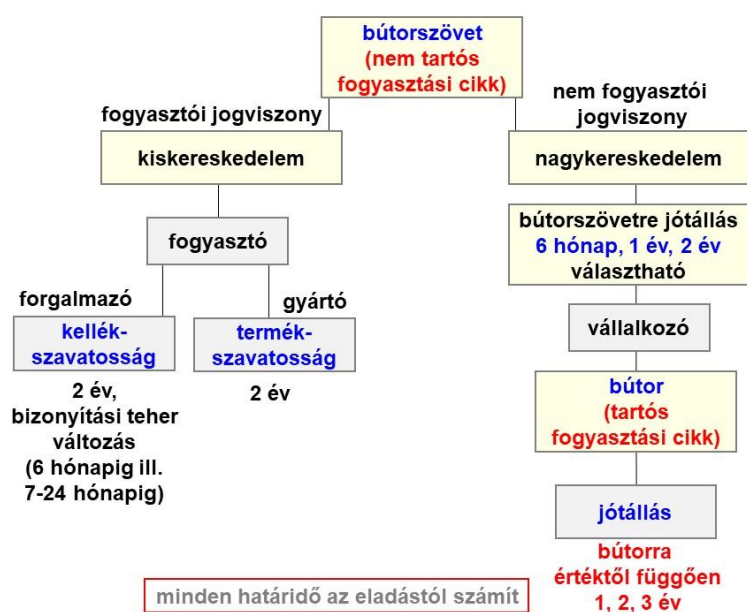 bútorszövet
(nem tartós
fogyasztási cikk)
fogyasztói jogviszony
nem fogyasztói
jogviszony
kiskereskedelem
nagykereskedelem
fogyasztó
bútorszövetre jótállás
6 hónap, 1 év, 2 év
választható
forgalmazó
gyártó
kellék-
szavatosság
termék-
szavatosság
vállalkozó
2 év,
bizonyítási teher
változás
(6 hónapig ill.
7-24 hónapig)
2 év
bútor
(tartós
fogyasztási cikk)
jótállás
bútorra
értéktől függően
1, 2, 3 év
minden határidő az eladástól számít